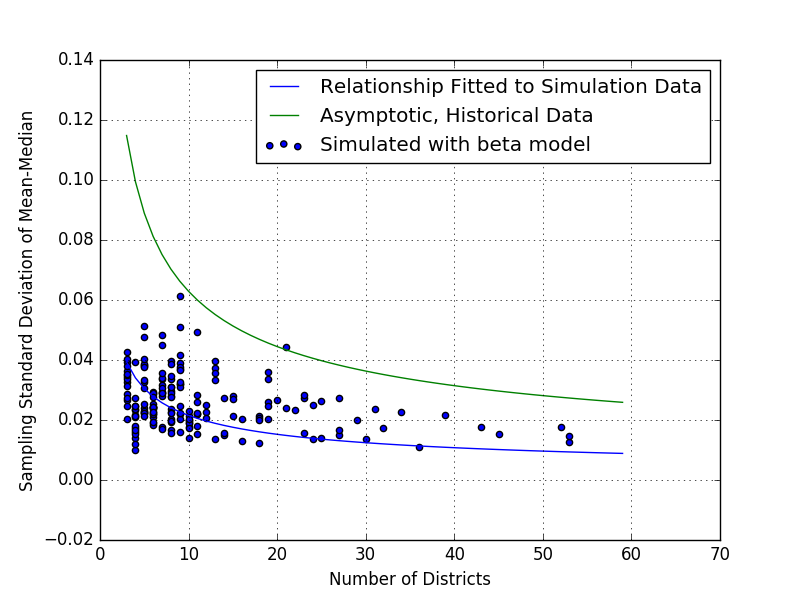 0.14
0.12
0.10
0.08
0.06
0.04
0.02
0.00
−0.02
Sampling Standard Deviation of Mean-Median
Relationship Fitted to Simulation Data
Asymptotic, Historical Data
Simulated with beta model
0 10 20 30 40 50 60 70
Number of Districts